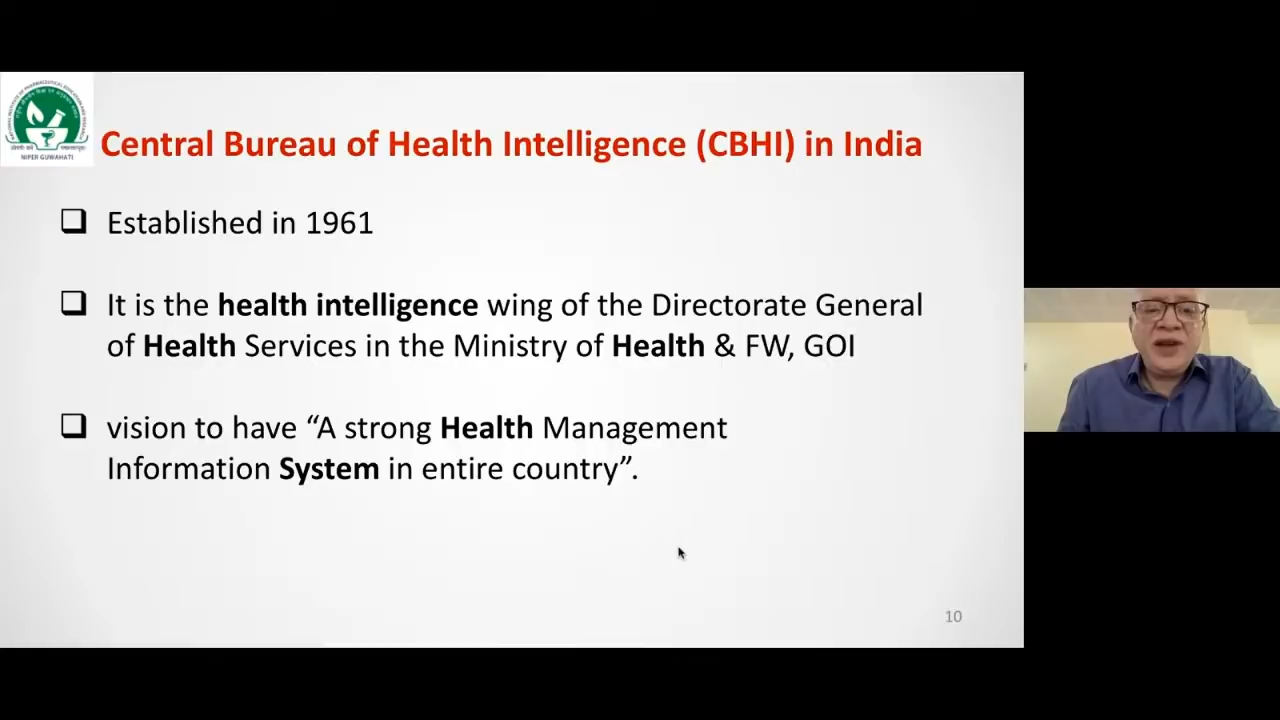 NIPER GUWAHATI
Central Bureau of Health Intelligence (CBHI) in India
Established in 1961
It is the health intelligence wing of the Directorate General
of Health Services in the Ministry of Health & FW, GOI
vision to have “A strong Health Management
Information System in entire country”.
10